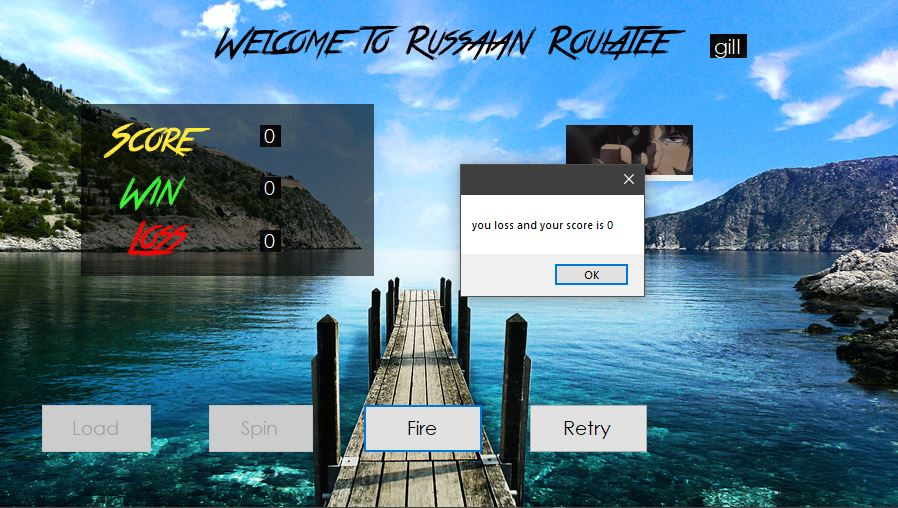 Welcome To Russaian Roulatee
gill
Score 0
Win 0
Loss 0
you loss and your score is 0
OK
Load Spin Fire Retry